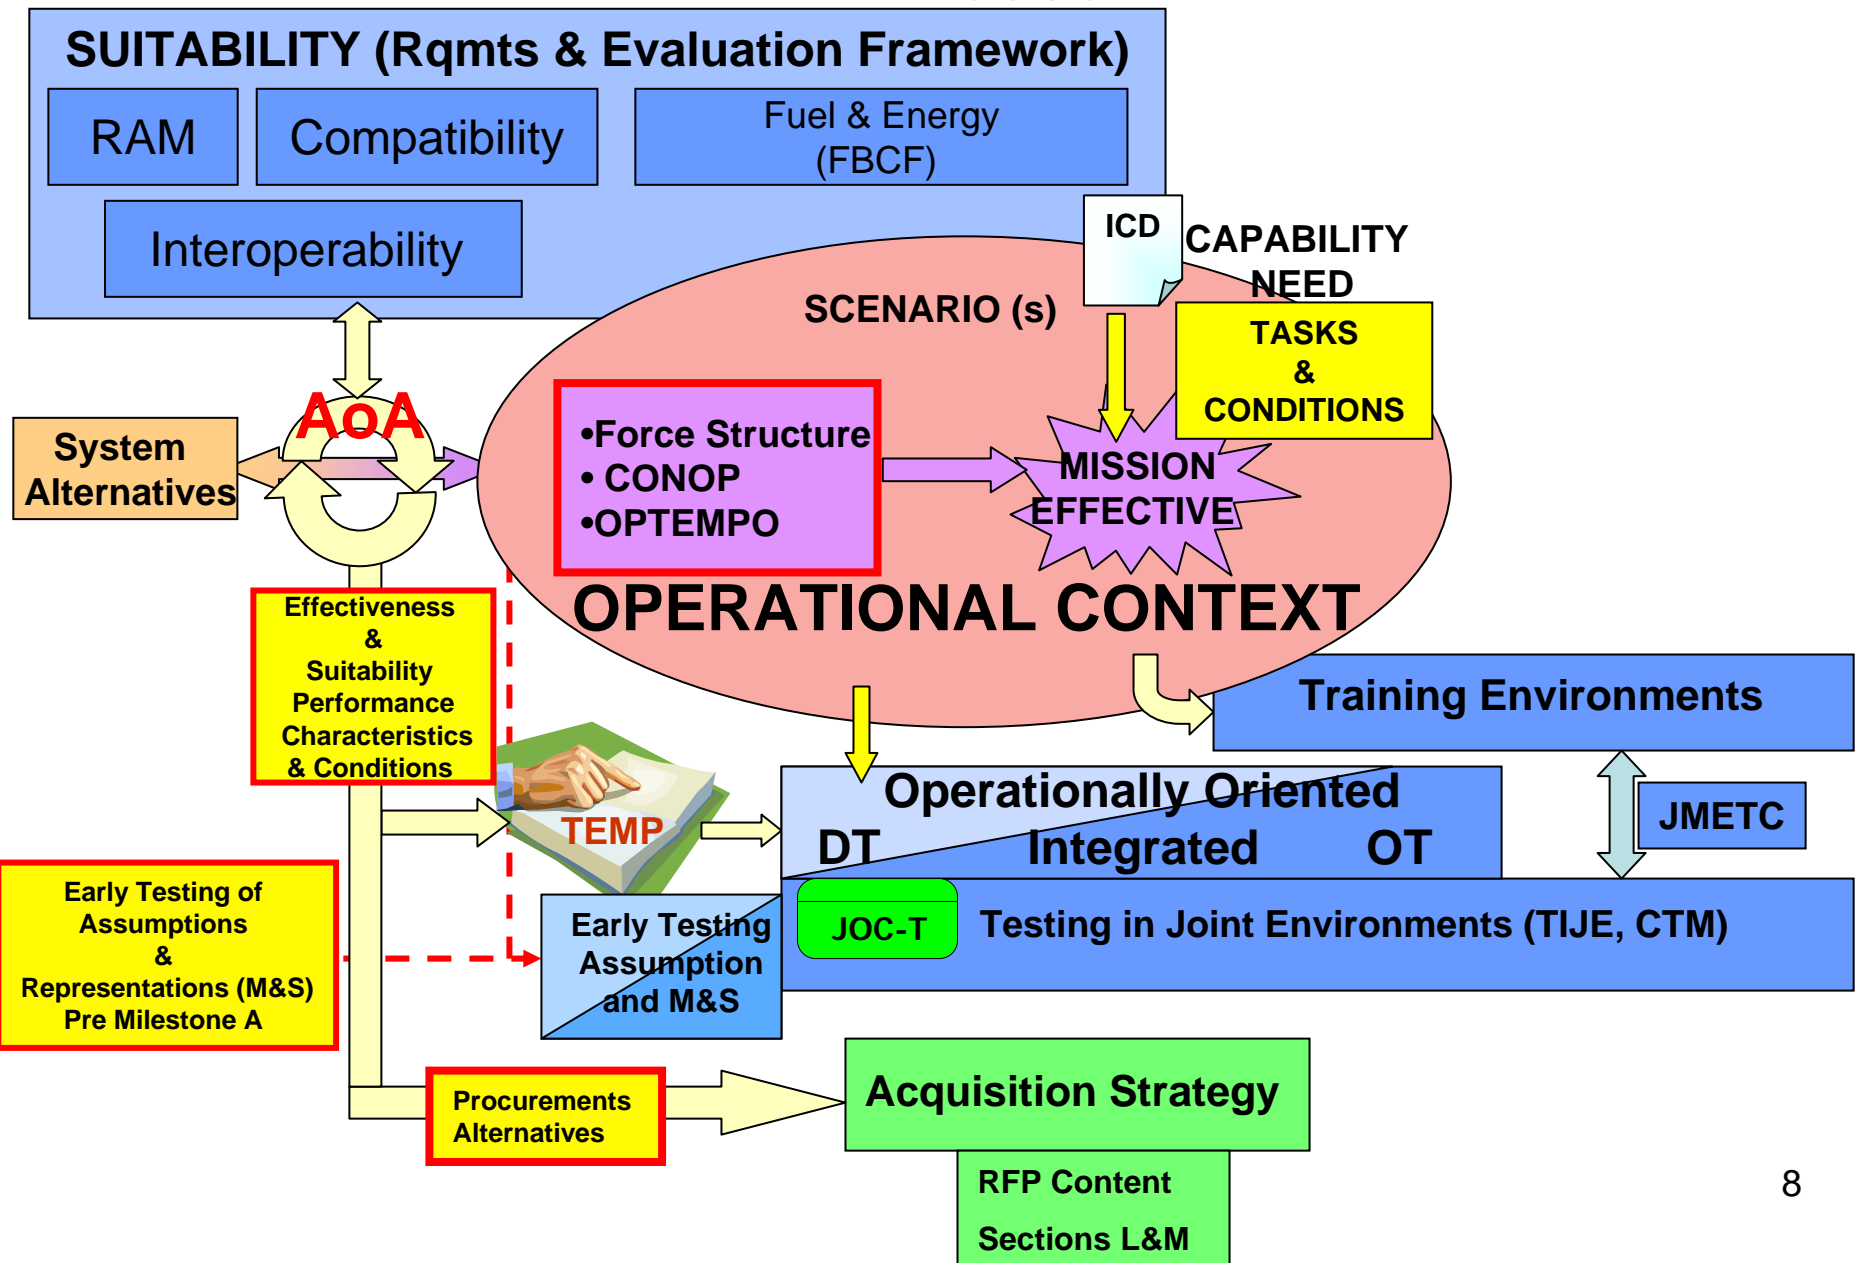 SUITABILITY (Rqmts & Evaluation Framework)
RAM
Compatibility
Fuel & Energy
(FBCF)
Interoperability
ICD
CAPABILITY
NEED
SCENARIO (s)
TASKS
&
CONDITIONS
AoA
System
Alternatives
•Force Structure
• CONOP
•OPTEMPO
MISSION
EFFECTIVE
OPERATIONAL CONTEXT
Effectiveness
&
Suitability
Performance
Characteristics
& Conditions
Training Environments
TEMP
Operationally Oriented
DT Integrated OT
JMETC
Early Testing of
Assumptions
&
Representations (M&S)
Pre Milestone A
Early Testing
Assumption
and M&S
JOC-T
Testing in Joint Environments (TIJE, CTM)
Procurements
Alternatives
Acquisition Strategy
RFP Content
Sections L&M
8